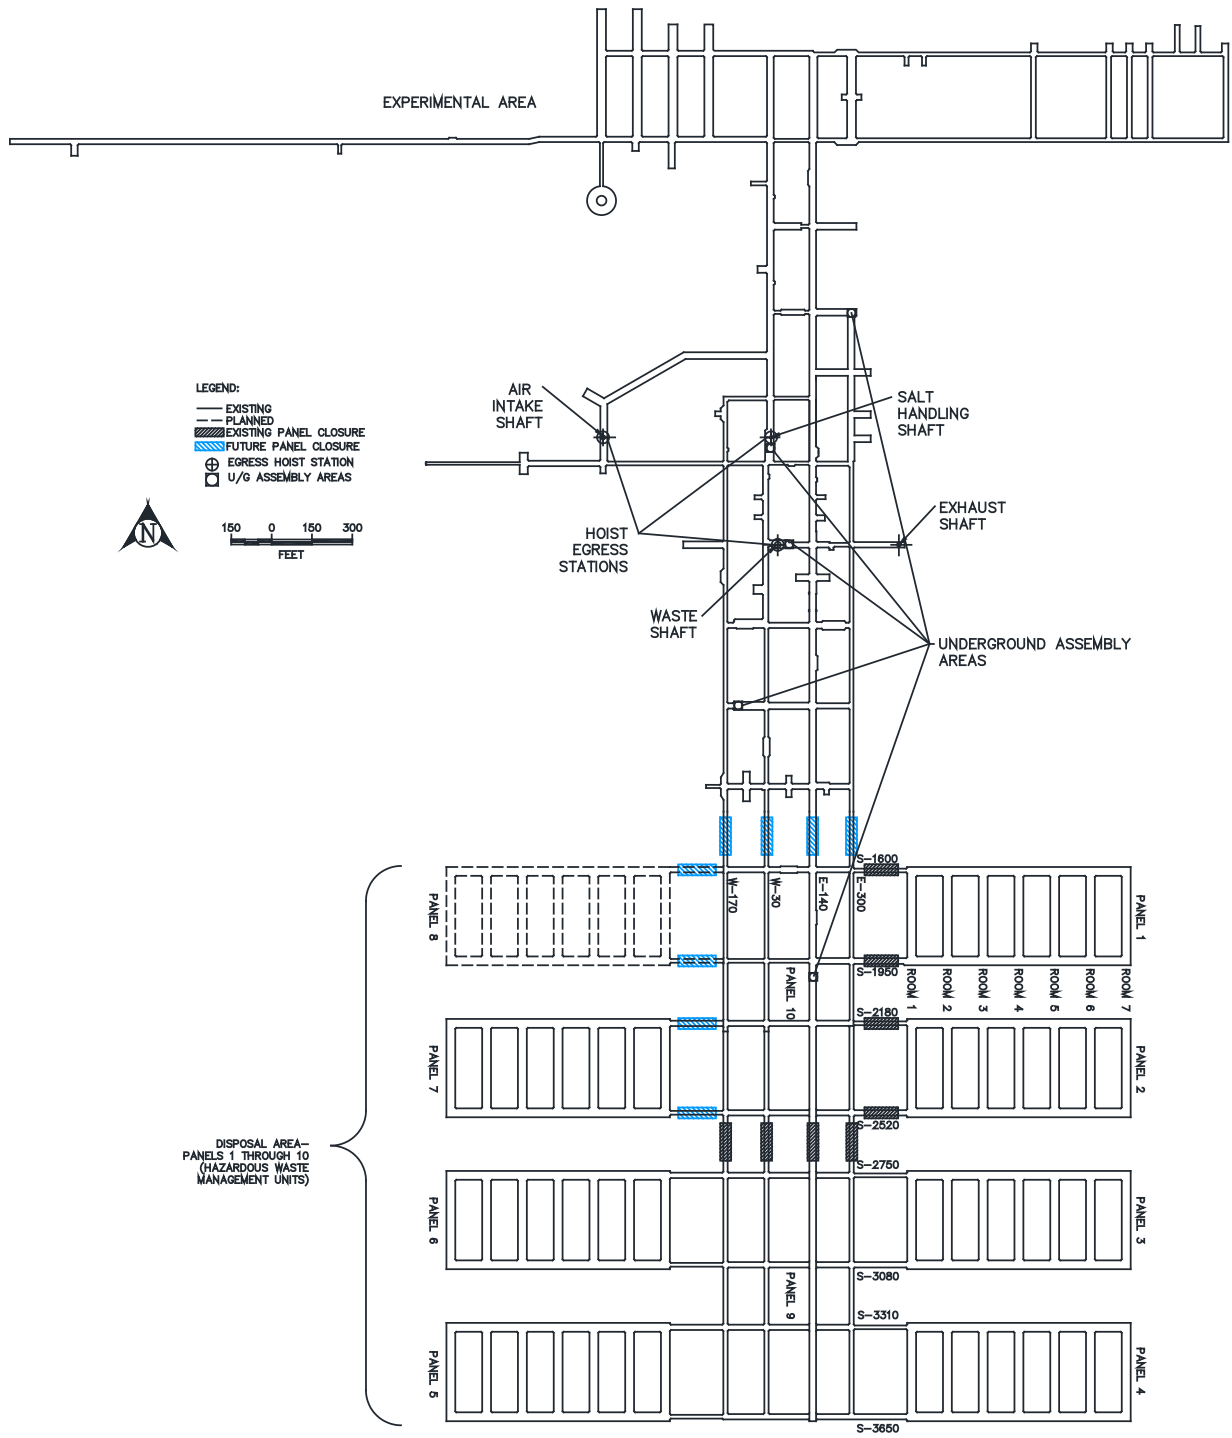 EXPERIMENTAL AREA
LEGEND:
EXISTING
PLANNED
EXISTING PANEL CLOSURE
FUTURE PANEL CLOSURE
EGRESS HOIST STATION
U/G ASSEMBLY AREAS
N
150 0 150 300
FEET
AIR
INTAKE
SHAFT
SALT
HANDLING
SHAFT
EXHAUST
SHAFT
HOIST
EGRESS
STATIONS
WASTE
SHAFT
UNDERGROUND ASSEMBLY
AREAS
S-1600
W-170
W-30
E-140
E-300
PANEL 8
PANEL 1
S-1950
PANEL 10
ROOM 1
ROOM 2
ROOM 3
ROOM 4
ROOM 5
ROOM 6
ROOM 7
S-2180
PANEL 7
PANEL 2
S-2520
DISPOSAL AREA-
PANELS 1 THROUGH 10
(HAZARDOUS WASTE
MANAGEMENT UNITS)
S-2750
PANEL 6
PANEL 3
S-3080
PANEL 9
S-3310
PANEL 5
PANEL 4
S-3650